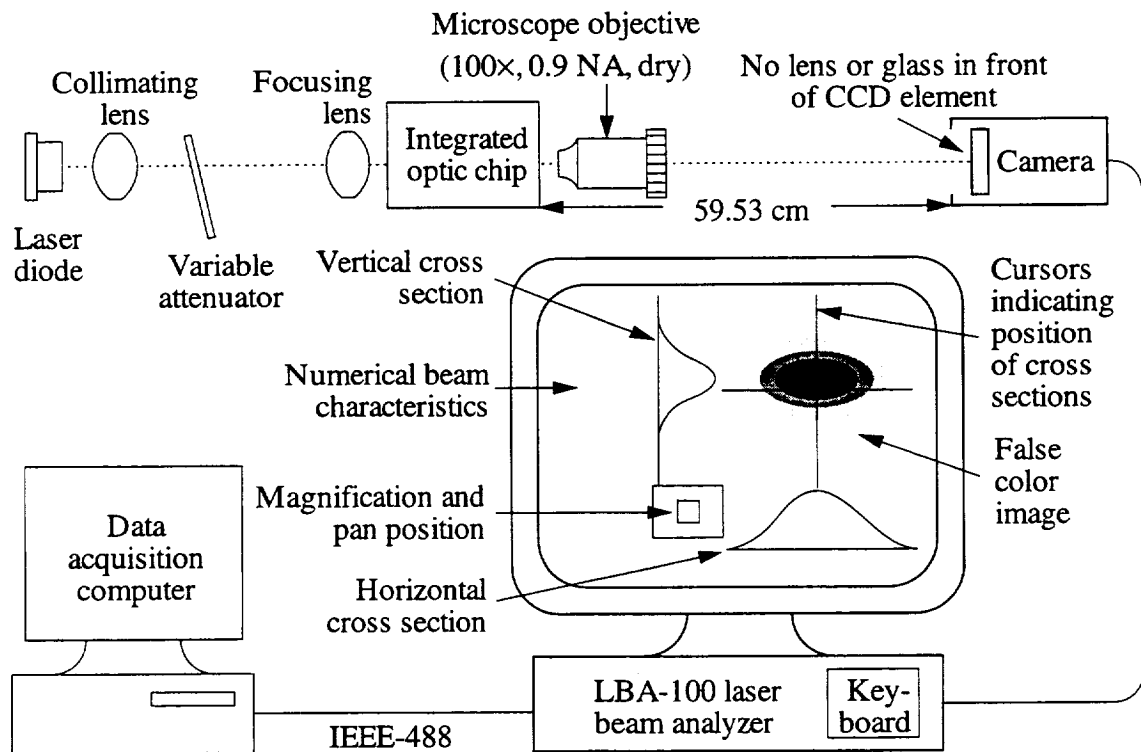 Microscope objective
(100×, 0.9 NA, dry)
Collimating
lens
Focusing
lens
No lens or glass in front
of CCD element
Integrated
optic chip
Camera
59.53 cm
Laser
diode
Variable
attenuator
Vertical cross
section
Cursors
indicating
position
of cross
sections
Numerical beam
characteristics
False
color
image
Magnification and
pan position
Data
acquisition
computer
Horizontal
cross section
LBA-100 laser
beam analyzer
Key-
board
IEEE-488